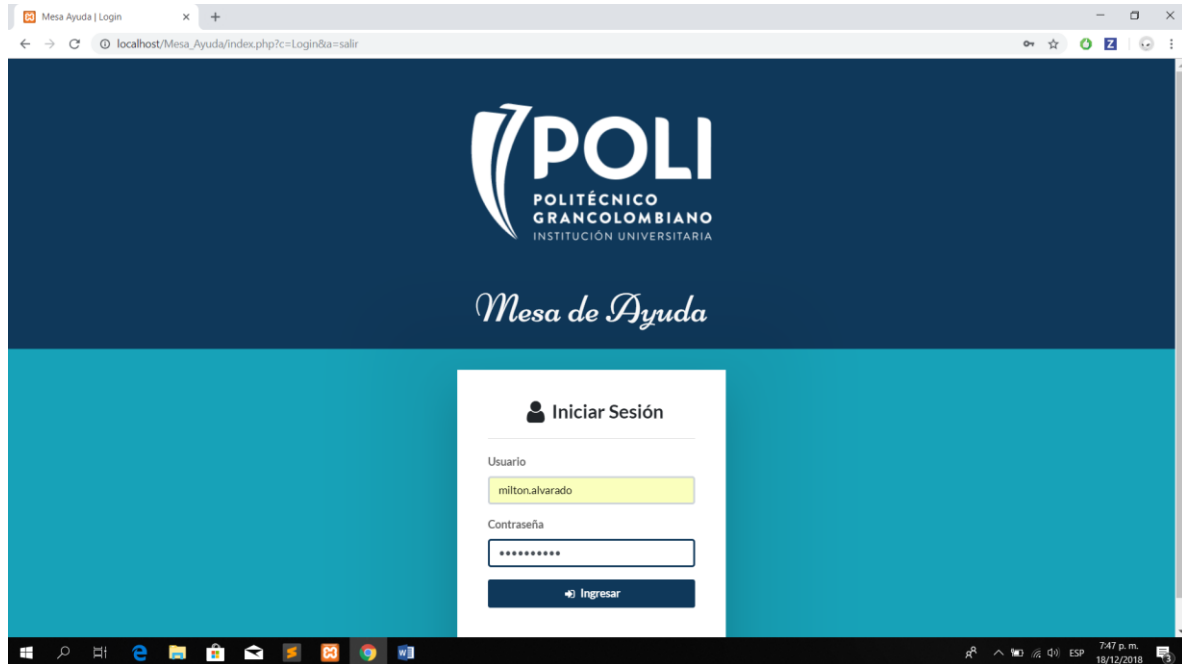 Mesa Ayuda | Login
localhost/Mesa_Ayuda/index.php?c=Login&a=salir
POLI
POLITÉCNICO
GRANCOLOMBIANO
INSTITUCIÓN UNIVERSITARIA
Mesa de Ayuda
Iniciar Sesión
Usuario
milton.alvarado
Contraseña
••••••••••
Ingresar
ESP
7:47 p. m.
18/12/2018